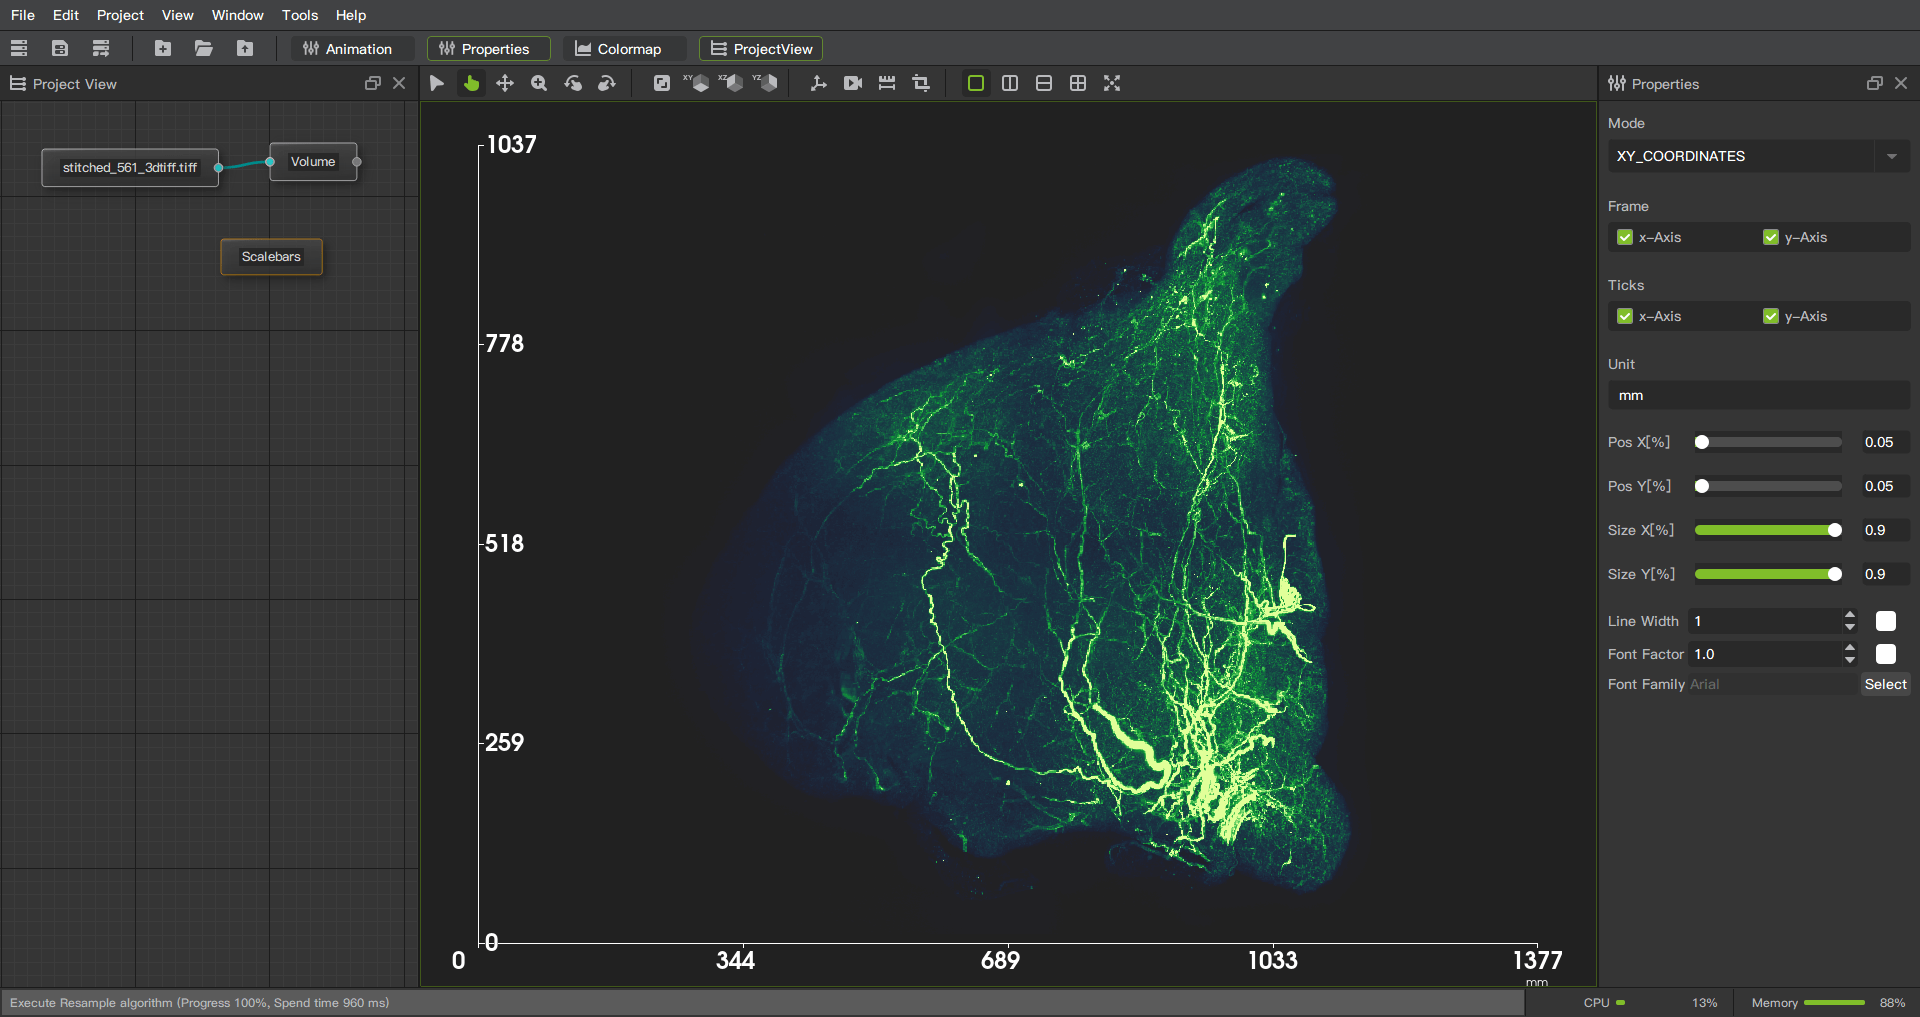 File Edit Project View Window Tools Help
Animation Properties Colormap ProjectView
Project View
XY XZ YZ
Properties
stitched_561_3dtiff.tiff
Volume
Scalebars
1037
778
518
259
0
0 344 689 1033 1377
mm
Mode
XY_COORDINATES
Frame
x-Axis y-Axis
Ticks
x-Axis y-Axis
Unit
mm
Pos X[%] 0.05
Pos Y[%] 0.05
Size X[%] 0.9
Size Y[%] 0.9
Line Width 1
Font Factor 1.0
Font Family Arial Select
Execute Resample algorithm (Progress 100%, Spend time 960 ms)
CPU 13% Memory 88%